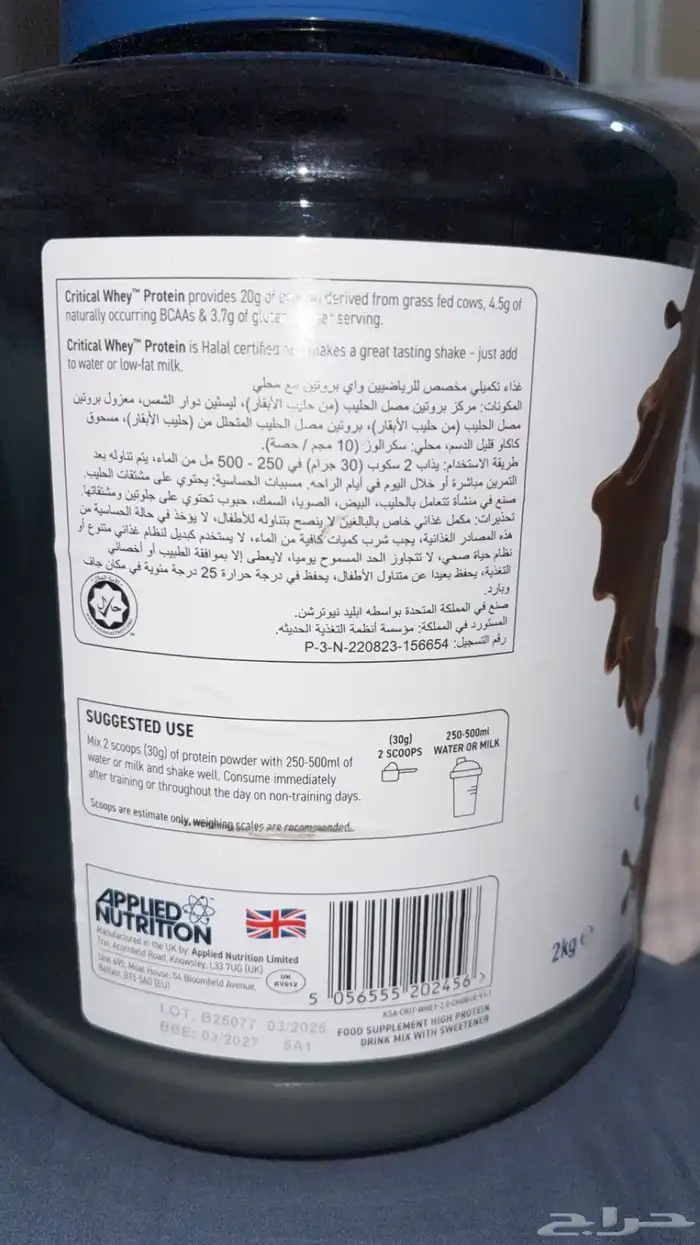 Critical Whey™ Protein provides 20g of derived from grass fed cows, 4.5g of
naturally occurring BCAAs & 3.7g of per serving.
Critical Whey™ Protein is Halal certified makes a great tasting shake - just add
to water or low-fat milk.
غذاء تكميلي مخصص للرياضيين واي بروتين مع محلي
المكونات: مركز بروتين مصل الحليب (من حليب الأبقار)، ليسثين دوار الشمس، معزول بروتين
مصل الحليب (من حليب الأبقار)، بروتين مصل الحليب المتحلل من (حليب الأبقار)، مسحوق
كاكاو قليل الدسم، محلي: سكرالوز (10 مجم / حصة).
طريقة الاستخدام: يذاب 2 سكوب (30 جرام) في 250 - 500 مل من الماء، يتم تناوله بعد
التمرين مباشرة أو خلال اليوم في أيام الراحه. مسببات الحساسية: يحتوي على مشتقات الحليب.
صنع في منشأة تتعامل بالحليب، البيض، الصويا، السمك، حبوب تحتوي على جلوتين ومشتقاتها.
تحذيرات: مكمل غذائي خاص بالبالغين لا ينصح بتناوله للأطفال، لا يؤخذ في حالة الحساسية من
هذه المصادر الغذائية، يجب شرب كميات كافية من الماء، لا يستخدم كبديل لنظام غذائي متنوع أو
نظام حياة صحي، لا تتجاوز الحد المسموح يوميا، لايعطى إلا بموافقة الطبيب أو أخصائي
التغذية، يحفظ بعيدا عن متناول الأطفال، يحفظ في درجة حرارة 25 درجة مئوية في مكان جاف
وبارد.
صنع في المملكة المتحدة بواسطه ابليد نيوترشن.
المستورد في المملكة: مؤسسة أنظمة التغذية الحديثه.
رقم التسجيل: P-3-N-220823-156654
حلال
SUGGESTED USE
Mix 2 scoops (30g) of protein powder with 250-500ml of
water or milk and shake well. Consume immediately
after training or throughout the day on non-training days.
Scoops are estimate only, weighing scales are recommended.
(30g)
2 SCOOPS
250-500ml
WATER OR MILK
APPLIED
NUTRITION™
Manufactured in the UK by Applied Nutrition Limited
Acornfield Road, Knowsley, L33 7UG (UK)
Unit 495, Moat House, 54 Bloomfield Avenue,
Belfast, BT5 5AD (EU)
UK
KY012
5 056555 202456 >
FOOD SUPPLEMENT HIGH PROTEIN
DRINK MIX WITH SWEETENER
LOT: B25077 03/2025
BBE: 03/2027 6A1
2kg ℮
حراج